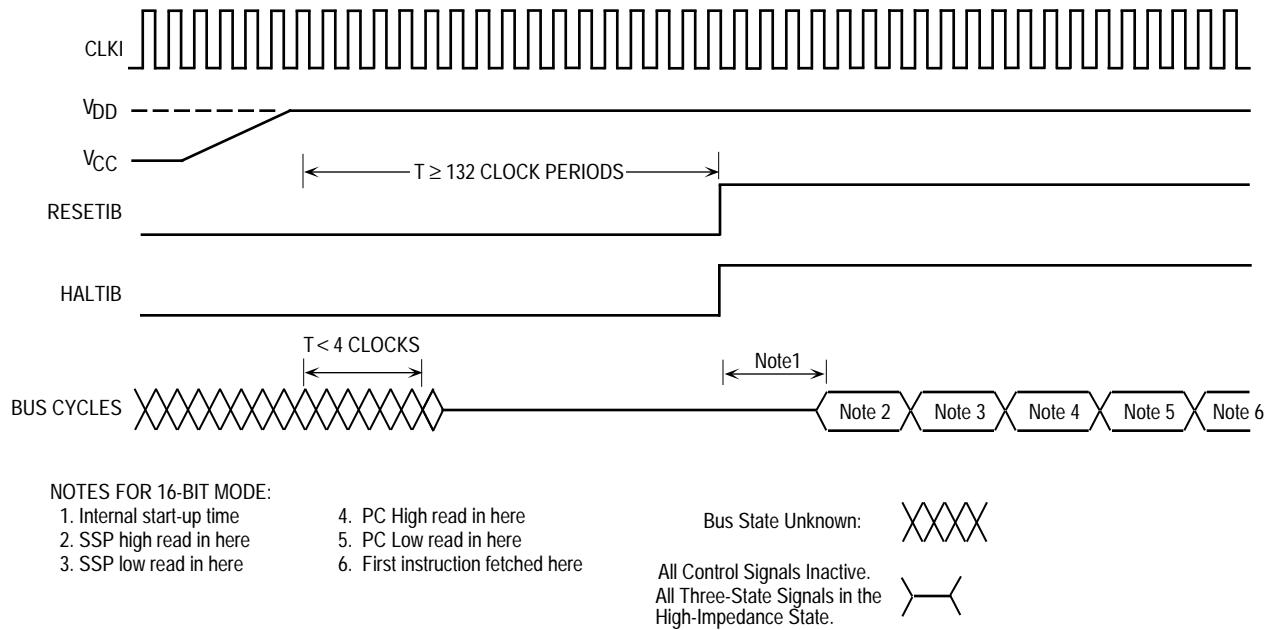 CLKI
VDD
VCC
T ≥ 132 CLOCK PERIODS
RESETIB
HALTIB
T < 4 CLOCKS
Note1
BUS CYCLES
Note 2
Note 3
Note 4
Note 5
Note 6
NOTES FOR 16-BIT MODE:
1. Internal start-up time
2. SSP high read in here
3. SSP low read in here
4. PC High read in here
5. PC Low read in here
6. First instruction fetched here
Bus State Unknown:
All Control Signals Inactive.
All Three-State Signals in the
High-Impedance State.